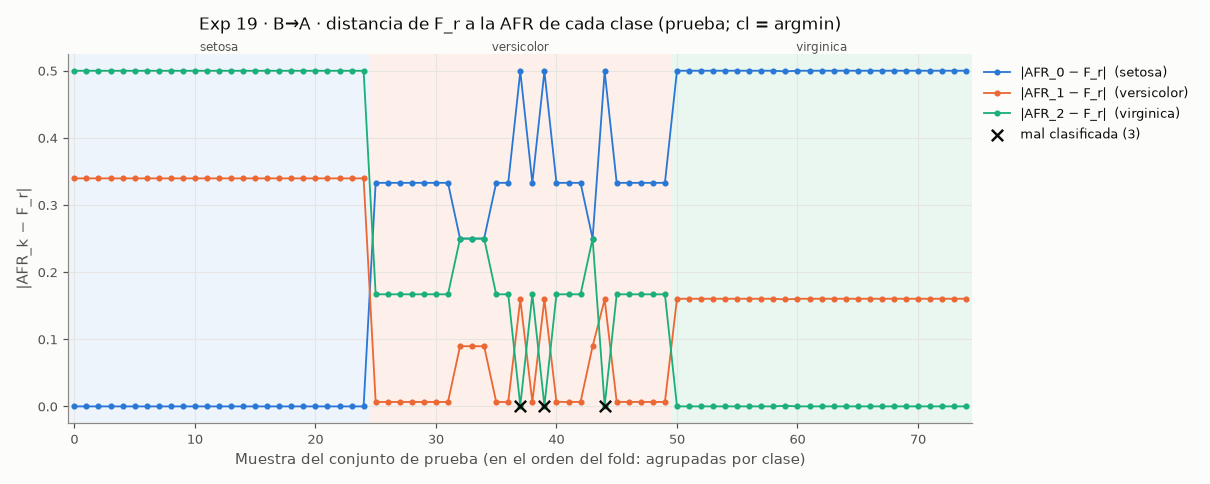 Exp 19 · B→A · distancia de F_r a la AFR de cada clase (prueba; cl = argmin)
setosa versicolor virginica
|AFR_0 − F_r| (setosa)
|AFR_1 − F_r| (versicolor)
|AFR_2 − F_r| (virginica)
mal clasificada (3)
|AFR_k − F_r|
0.5
0.4
0.3
0.2
0.1
0.0
0 10 20 30 40 50 60 70
Muestra del conjunto de prueba (en el orden del fold: agrupadas por clase)